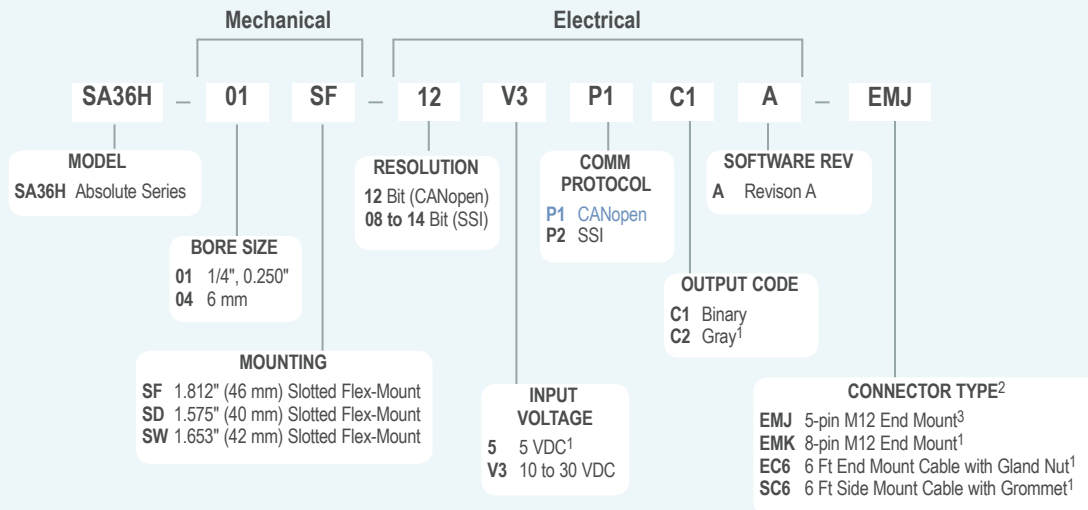 Mechanical Electrical
SA36H – 01 SF – 12 V3 P1 C1 A – EMJ
MODEL
SA36H Absolute Series
BORE SIZE
01 1/4", 0.250"
04 6 mm
MOUNTING
SF 1.812" (46 mm) Slotted Flex-Mount
SD 1.575" (40 mm) Slotted Flex-Mount
SW 1.653" (42 mm) Slotted Flex-Mount
RESOLUTION
12 Bit (CANopen)
08 to 14 Bit (SSI)
INPUT
VOLTAGE
5 5 VDC¹
V3 10 to 30 VDC
COMM
PROTOCOL
P1 CANopen
P2 SSI
OUTPUT CODE
C1 Binary
C2 Gray¹
SOFTWARE REV
A Revison A
CONNECTOR TYPE²
EMJ 5-pin M12 End Mount³
EMK 8-pin M12 End Mount¹
EC6 6 Ft End Mount Cable with Gland Nut¹
SC6 6 Ft Side Mount Cable with Grommet¹